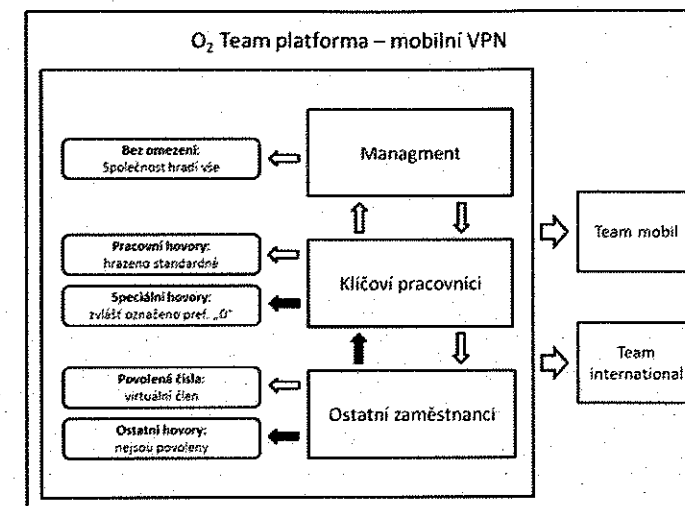 O₂ Team platforma – mobilní VPN
Bez omezení:
Společnost hradí vše
Managment
Pracovní hovory:
hrazeno standardně
Speciální hovory:
zvlášť označeno pref. „0"
Klíčoví pracovníci
Povolená čísla:
virtuální člen
Ostatní hovory:
nejsou povoleny
Ostatní zaměstnanci
Team mobil
Team
international